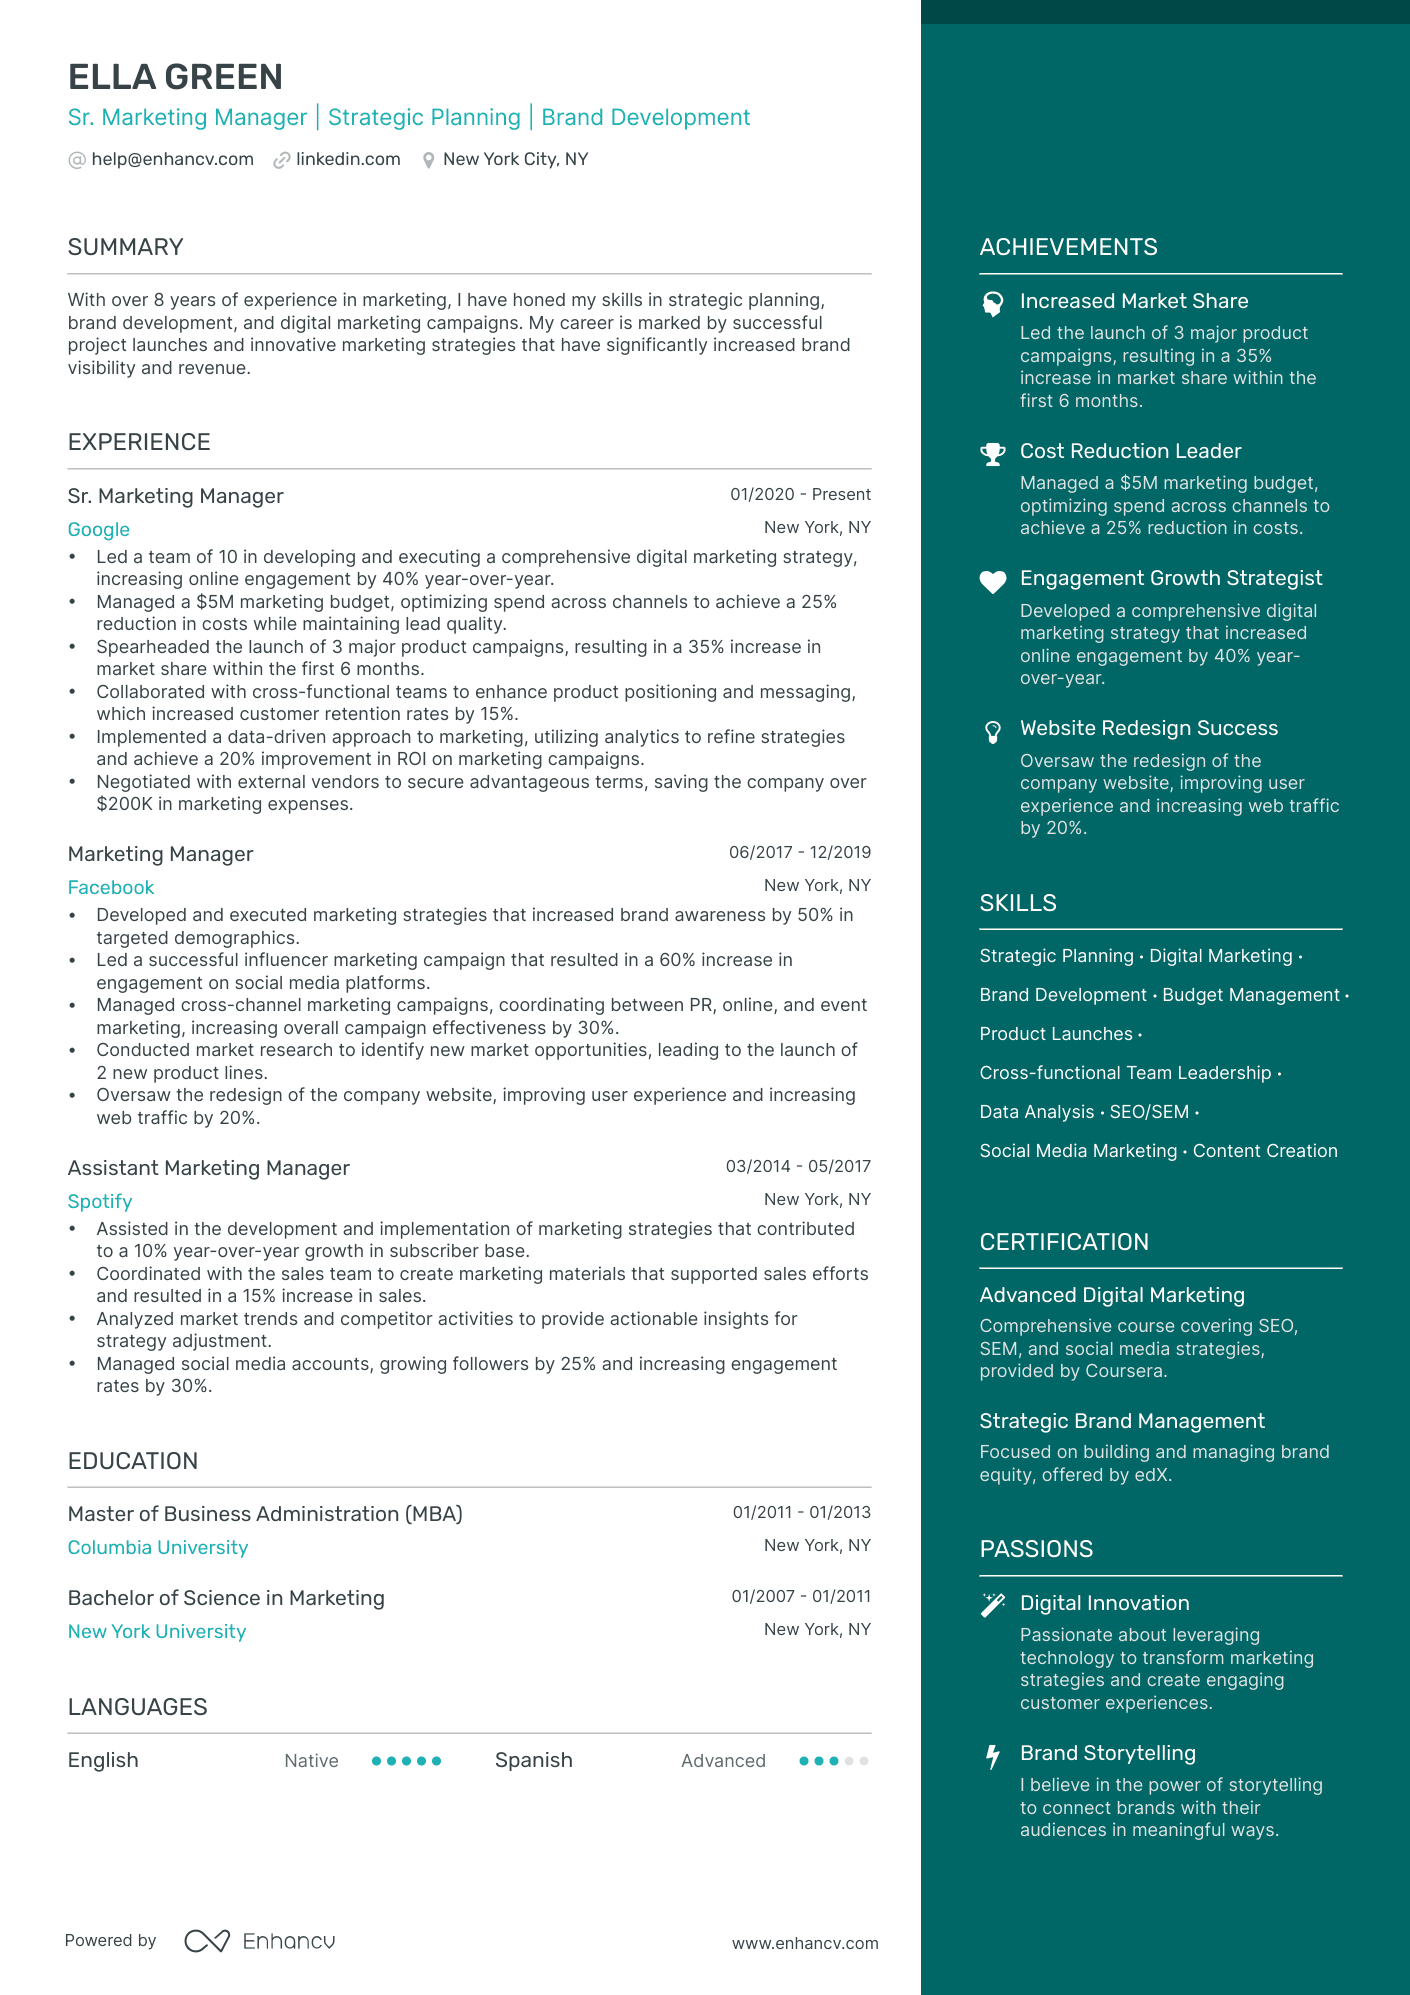 ELLA GREEN
Sr. Marketing Manager | Strategic Planning | Brand Development
help@enhancv.com linkedin.com New York City, NY
SUMMARY
With over 8 years of experience in marketing, I have honed my skills in strategic planning,
brand development, and digital marketing campaigns. My career is marked by successful
project launches and innovative marketing strategies that have significantly increased brand
visibility and revenue.
EXPERIENCE
Sr. Marketing Manager 01/2020 - Present
Google New York, NY
• Led a team of 10 in developing and executing a comprehensive digital marketing strategy,
increasing online engagement by 40% year-over-year.
• Managed a $5M marketing budget, optimizing spend across channels to achieve a 25%
reduction in costs while maintaining lead quality.
• Spearheaded the launch of 3 major product campaigns, resulting in a 35% increase in
market share within the first 6 months.
• Collaborated with cross-functional teams to enhance product positioning and messaging,
which increased customer retention rates by 15%.
• Implemented a data-driven approach to marketing, utilizing analytics to refine strategies
and achieve a 20% improvement in ROI on marketing campaigns.
• Negotiated with external vendors to secure advantageous terms, saving the company over
$200K in marketing expenses.
Marketing Manager 06/2017 - 12/2019
Facebook New York, NY
• Developed and executed marketing strategies that increased brand awareness by 50% in
targeted demographics.
• Led a successful influencer marketing campaign that resulted in a 60% increase in
engagement on social media platforms.
• Managed cross-channel marketing campaigns, coordinating between PR, online, and event
marketing, increasing overall campaign effectiveness by 30%.
• Conducted market research to identify new market opportunities, leading to the launch of
2 new product lines.
• Oversaw the redesign of the company website, improving user experience and increasing
web traffic by 20%.
Assistant Marketing Manager 03/2014 - 05/2017
Spotify New York, NY
• Assisted in the development and implementation of marketing strategies that contributed
to a 10% year-over-year growth in subscriber base.
• Coordinated with the sales team to create marketing materials that supported sales efforts
and resulted in a 15% increase in sales.
• Analyzed market trends and competitor activities to provide actionable insights for
strategy adjustment.
• Managed social media accounts, growing followers by 25% and increasing engagement
rates by 30%.
EDUCATION
Master of Business Administration (MBA) 01/2011 - 01/2013
Columbia University New York, NY
Bachelor of Science in Marketing 01/2007 - 01/2011
New York University New York, NY
LANGUAGES
English Native Spanish Advanced
Powered by Enhancv www.enhancv.com
ACHIEVEMENTS
Increased Market Share
Led the launch of 3 major product
campaigns, resulting in a 35%
increase in market share within the
first 6 months.
Cost Reduction Leader
Managed a $5M marketing budget,
optimizing spend across channels to
achieve a 25% reduction in costs.
Engagement Growth Strategist
Developed a comprehensive digital
marketing strategy that increased
online engagement by 40% year-
over-year.
Website Redesign Success
Oversaw the redesign of the
company website, improving user
experience and increasing web traffic
by 20%.
SKILLS
Strategic Planning · Digital Marketing ·
Brand Development · Budget Management ·
Product Launches ·
Cross-functional Team Leadership ·
Data Analysis · SEO/SEM ·
Social Media Marketing · Content Creation
CERTIFICATION
Advanced Digital Marketing
Comprehensive course covering SEO,
SEM, and social media strategies,
provided by Coursera.
Strategic Brand Management
Focused on building and managing brand
equity, offered by edX.
PASSIONS
Digital Innovation
Passionate about leveraging
technology to transform marketing
strategies and create engaging
customer experiences.
Brand Storytelling
I believe in the power of storytelling
to connect brands with their
audiences in meaningful ways.